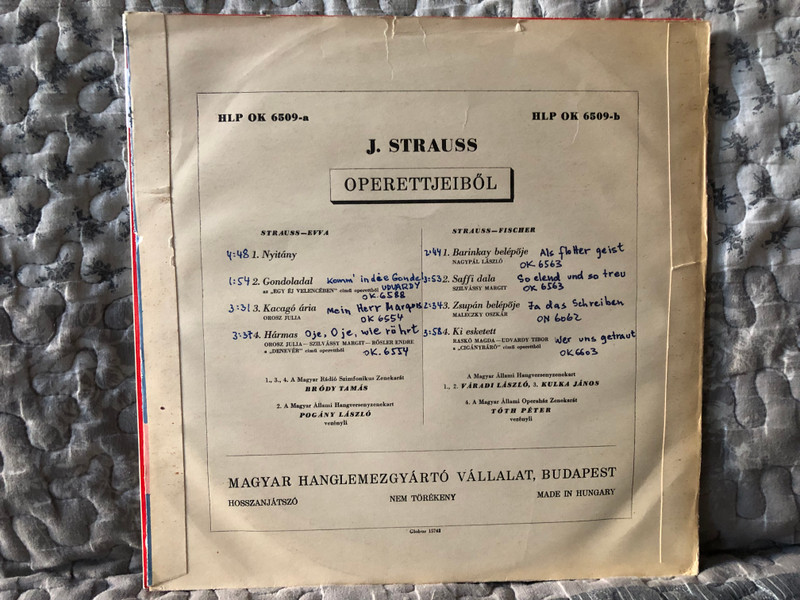 HLP OK 6509-a
HLP OK 6509-b
J. STRAUSS
OPERETTJEIBŐL
STRAUSS—EVVA
4:48 1. Nyitány
1:54 2. Gondoladal Komm' in die Gondel
az „EGY ÉJ VELENCÉBEN" című operettből UDVARDY
OK.6588
3:31 3. Kacagó ária Mein Herr Marquis
OROSZ JULIA OK 6554
3:37 4. Hármas Oje, Oje, wie rührt
OROSZ JULIA—SZILVÁSSY MARGIT—RÖSLER ENDRE
a „DENEVÉR" című operettből OK.6554
1., 3., 4. A Magyar Rádió Szimfonikus Zenekarát
BRÓDY TAMÁS
2. A Magyar Állami Hangversenyzenekart
POGÁNY LÁSZLÓ
vezényli
STRAUSS—FISCHER
2:44 1. Barinkay belépője Als flotter geist
NAGYPÁL LÁSZLÓ OK 6563
3:53 2. Saffi dala So elend und so treu
SZILVÁSSY MARGIT OK 6563
2:34 3. Zsupán belépője Ja das Schreiben
MALECZKY OSZKÁR ON 6062
3:58 4. Ki esketett Wer uns getraut
RASKÓ MAGDA—UDVARDY TIBOR
a „CIGÁNYBÁRÓ" című operettből OK6603
A Magyar Állami Hangversenyzenekart
1., 2. VÁRADI LÁSZLÓ, 3. KULKA JÁNOS
4. A Magyar Állami Operaház Zenekarát
TÓTH PÉTER
vezényli
MAGYAR HANGLEMEZGYÁRTÓ VÁLLALAT, BUDAPEST
HOSSZANJÁTSZÓ NEM TÖRÉKENY MADE IN HUNGARY